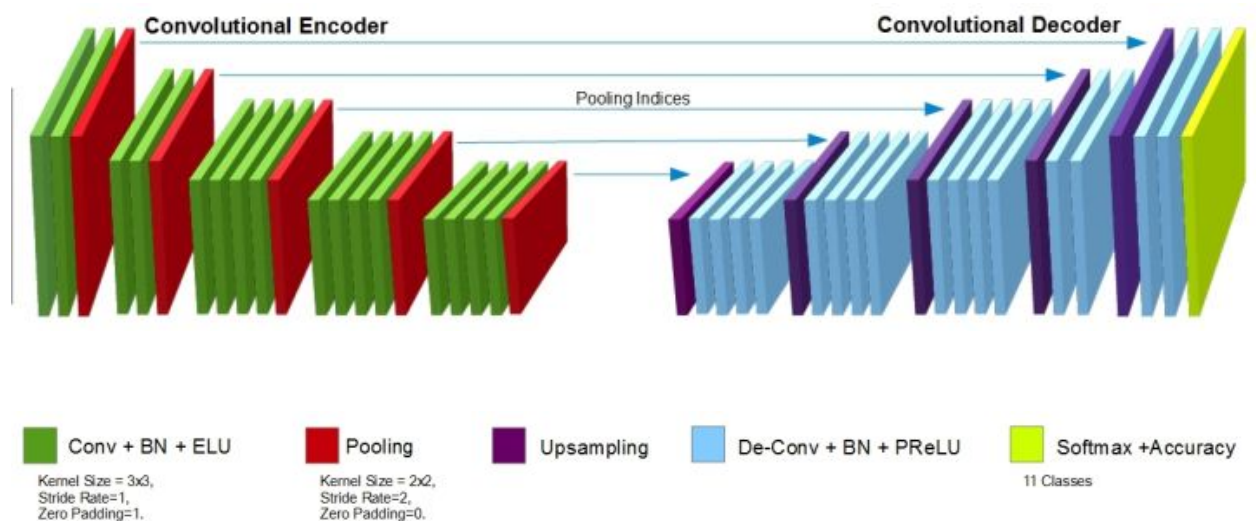 Convolutional Encoder
Convolutional Decoder
Pooling Indices
Conv + BN + ELU
Kernel Size = 3x3,
Stride Rate=1,
Zero Padding=1.
Pooling
Kernel Size = 2x2,
Stride Rate=2,
Zero Padding=0.
Upsampling
De-Conv + BN + PReLU
Softmax +Accuracy
11 Classes